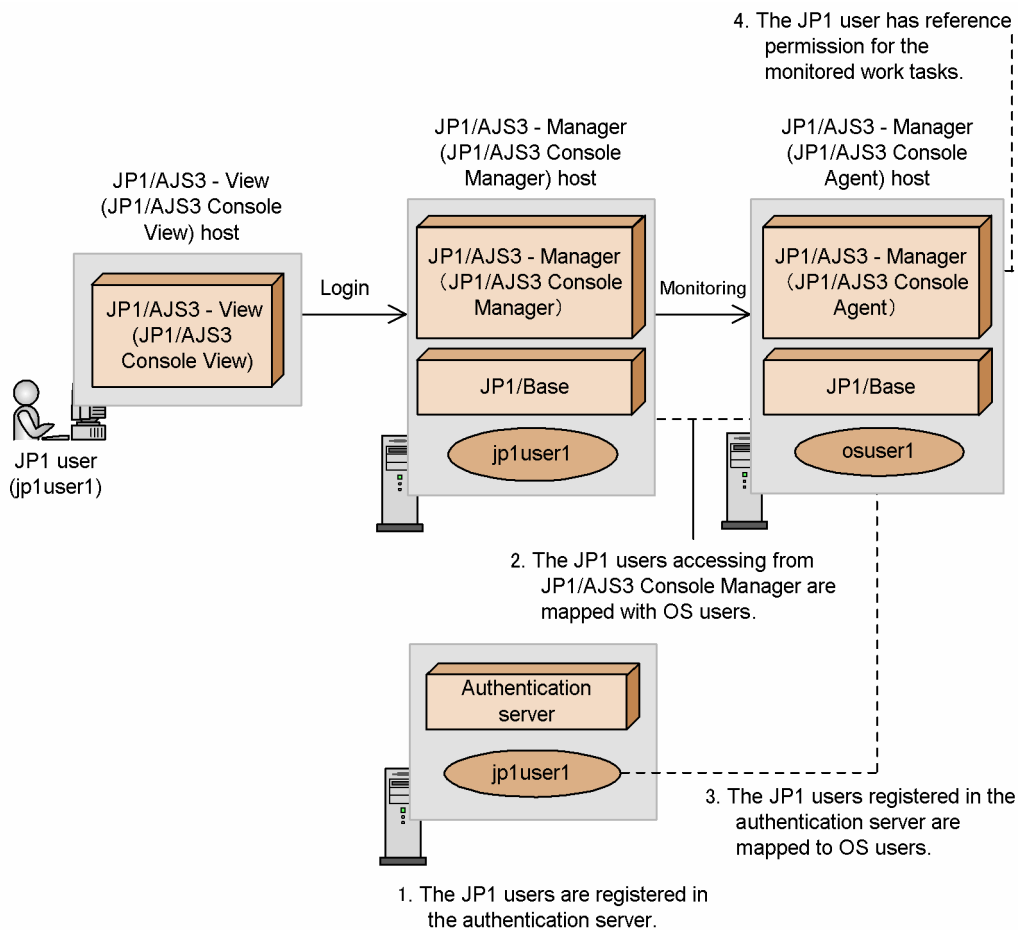 4. The JP1 user has reference
permission for the
monitored work tasks.
JP1/AJS3 - Manager
(JP1/AJS3 Console
Manager) host
JP1/AJS3 - Manager
(JP1/AJS3 Console
Agent) host
JP1/AJS3 - View
(JP1/AJS3 Console
View) host
JP1/AJS3 - View
(JP1/AJS3
Console View)
Login
JP1/AJS3 - Manager
（JP1/AJS3 Console
Manager）
Monitoring
JP1/AJS3 - Manager
（JP1/AJS3 Console
Agent）
JP1/Base
JP1/Base
jp1user1
osuser1
JP1 user
(jp1user1)
2. The JP1 users accessing from
JP1/AJS3 Console Manager are
mapped with OS users.
Authentication
server
jp1user1
3. The JP1 users registered in the
authentication server are
mapped to OS users.
1. The JP1 users are registered in
the authentication server.